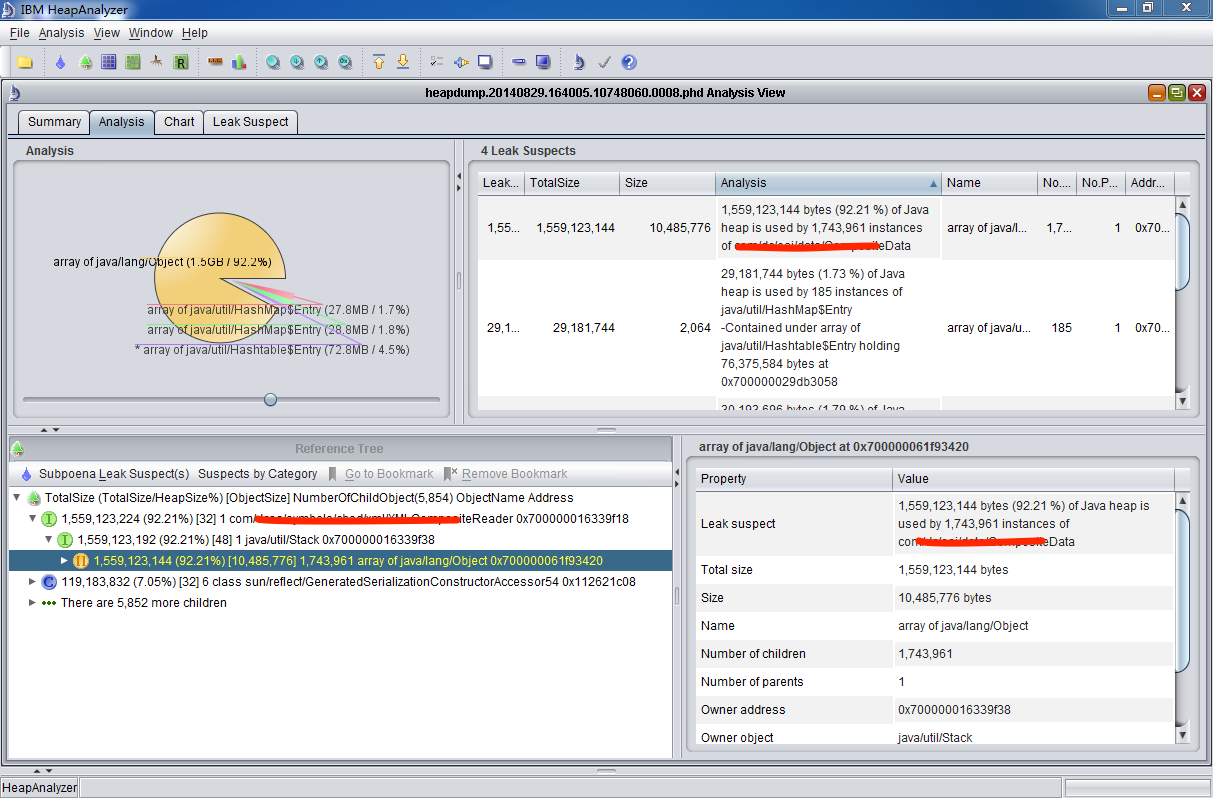 IBM HeapAnalyzer
File Analysis View Window Help
heapdump.20140829.164005.10748060.0008.phd Analysis View
Summary Analysis Chart Leak Suspect
Analysis
array of java/lang/Object (1.5GB / 92.2%)
array of java/util/HashMap$Entry (27.8MB / 1.7%)
array of java/util/HashMap$Entry (28.8MB / 1.8%)
* array of java/util/Hashtable$Entry (72.8MB / 4.5%)
4 Leak Suspects
Leak... TotalSize Size Analysis Name No.... No.P... Addr...
1,55... 1,559,123,144 10,485,776 1,559,123,144 bytes (92.21 %) of Java
heap is used by 1,743,961 instances
of CompositeData
array of java/l... 1,7... 1 0x70...
29,181,744 bytes (1.73 %) of Java
heap is used by 185 instances of
java/util/HashMap$Entry
29,1... 29,181,744 2,064 -Contained under array of
java/util/Hashtable$Entry holding
76,375,584 bytes at
0x700000029db3058
array of java/u... 185 1 0x70...
30,193,696 bytes (1.79 %) of Java
Reference Tree
Subpoena Leak Suspect(s) Suspects by Category Go to Bookmark Remove Bookmark
TotalSize (TotalSize/HeapSize%) [ObjectSize] NumberOfChildObject(5,854) ObjectName Address
1,559,123,224 (92.21%) [32] 1 com/ CompositeReader 0x700000016339f18
1,559,123,192 (92.21%) [48] 1 java/util/Stack 0x700000016339f38
1,559,123,144 (92.21%) [10,485,776] 1,743,961 array of java/lang/Object 0x700000061f93420
119,183,832 (7.05%) [32] 6 class sun/reflect/GeneratedSerializationConstructorAccessor54 0x112621c08
There are 5,852 more children
array of java/lang/Object at 0x700000061f93420
Property Value
Leak suspect 1,559,123,144 bytes (92.21 %) of Java heap is
used by 1,743,961 instances of
com/ CompositeData
Total size 1,559,123,144 bytes
Size 10,485,776 bytes
Name array of java/lang/Object
Number of children 1,743,961
Number of parents 1
Owner address 0x700000016339f38
Owner object java/util/Stack
HeapAnalyzer